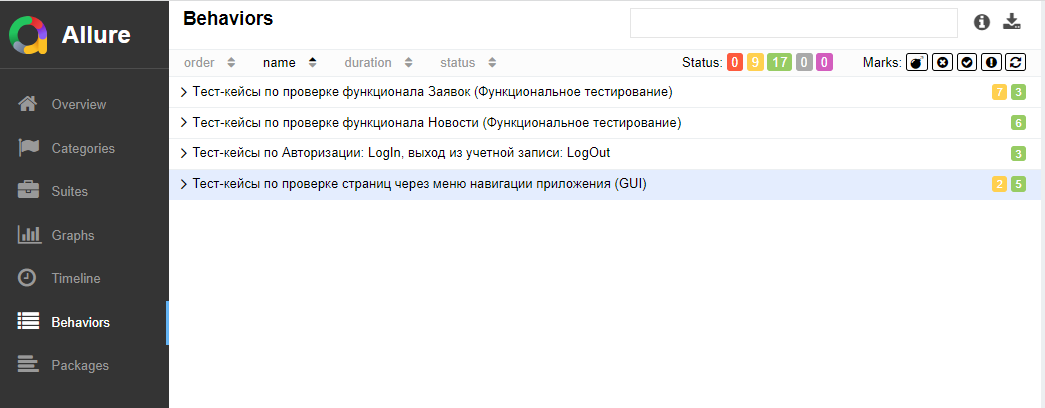 Allure
Overview
Categories
Suites
Graphs
Timeline
Behaviors
Packages
Behaviors
order name duration status Status: 0 9 17 0 0 Marks:
Тест-кейсы по проверке функционала Заявок (Функциональное тестирование) 7 3
Тест-кейсы по проверке функционала Новости (Функциональное тестирование) 6
Тест-кейсы по Авторизации: LogIn, выход из учетной записи: LogOut 3
Тест-кейсы по проверке страниц через меню навигации приложения (GUI) 2 5